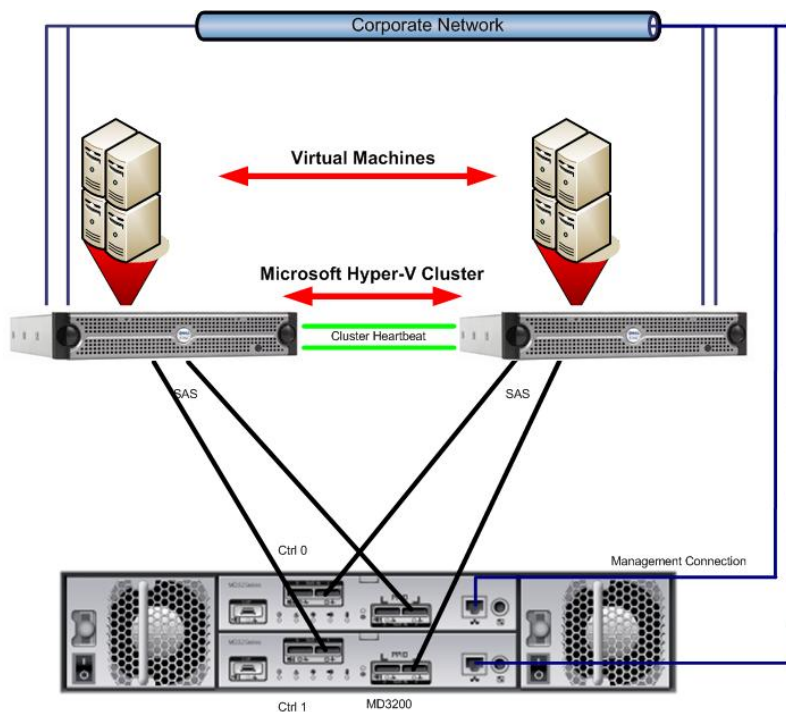 Corporate Network
Virtual Machines
Microsoft Hyper-V Cluster
Cluster Heartbeat
SAS
SAS
Ctrl 0
Management Connection
Ctrl 1
MD3200